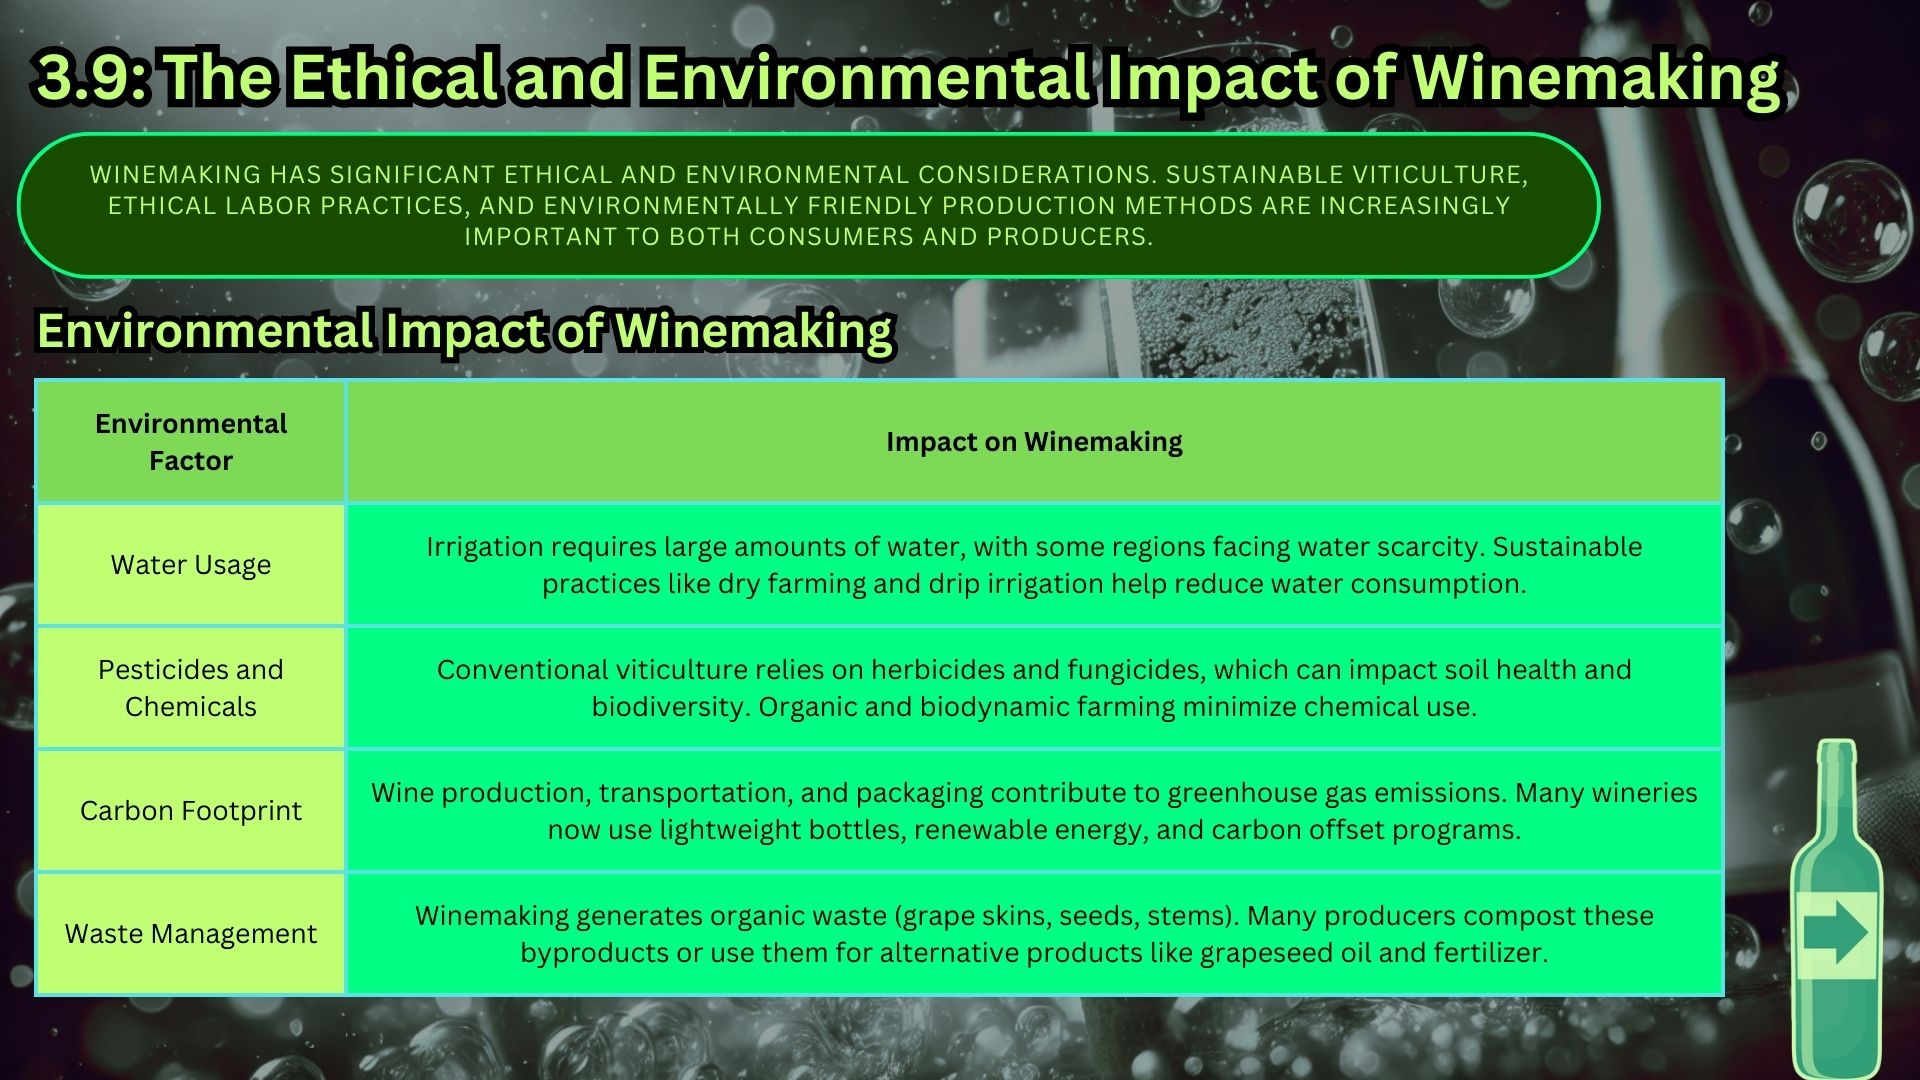 3.9: The Ethical and Environmental Impact of Winemaking
WINEMAKING HAS SIGNIFICANT ETHICAL AND ENVIRONMENTAL CONSIDERATIONS. SUSTAINABLE VITICULTURE,
ETHICAL LABOR PRACTICES, AND ENVIRONMENTALLY FRIENDLY PRODUCTION METHODS ARE INCREASINGLY
IMPORTANT TO BOTH CONSUMERS AND PRODUCERS.
Environmental Impact of Winemaking
Environmental
Factor
Impact on Winemaking
Water Usage
Irrigation requires large amounts of water, with some regions facing water scarcity. Sustainable
practices like dry farming and drip irrigation help reduce water consumption.
Pesticides and
Chemicals
Conventional viticulture relies on herbicides and fungicides, which can impact soil health and
biodiversity. Organic and biodynamic farming minimize chemical use.
Carbon Footprint
Wine production, transportation, and packaging contribute to greenhouse gas emissions. Many wineries
now use lightweight bottles, renewable energy, and carbon offset programs.
Waste Management
Winemaking generates organic waste (grape skins, seeds, stems). Many producers compost these
byproducts or use them for alternative products like grapeseed oil and fertilizer.